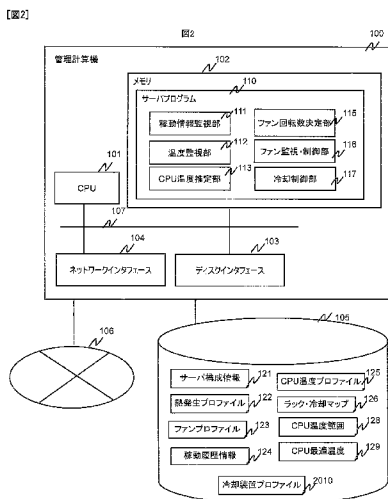 [図2]
図2
100
管理計算機
102
メモリ
110
サーバプログラム
111
稼動情報監視部
115
ファン回転数決定部
112
温度監視部
116
ファン監視・制御部
113
CPU温度推定部
117
冷却制御部
101
CPU
107
104
ネットワークインタフェース
103
ディスクインタフェース
106
105
サーバ構成情報
121
CPU温度プロファイル
125
熱発生プロファイル
122
ラック・冷却マップ
126
ファンプロファイル
123
CPU温度範囲
128
稼動履歴情報
124
CPU最適温度
129
冷却装置プロファイル
2010